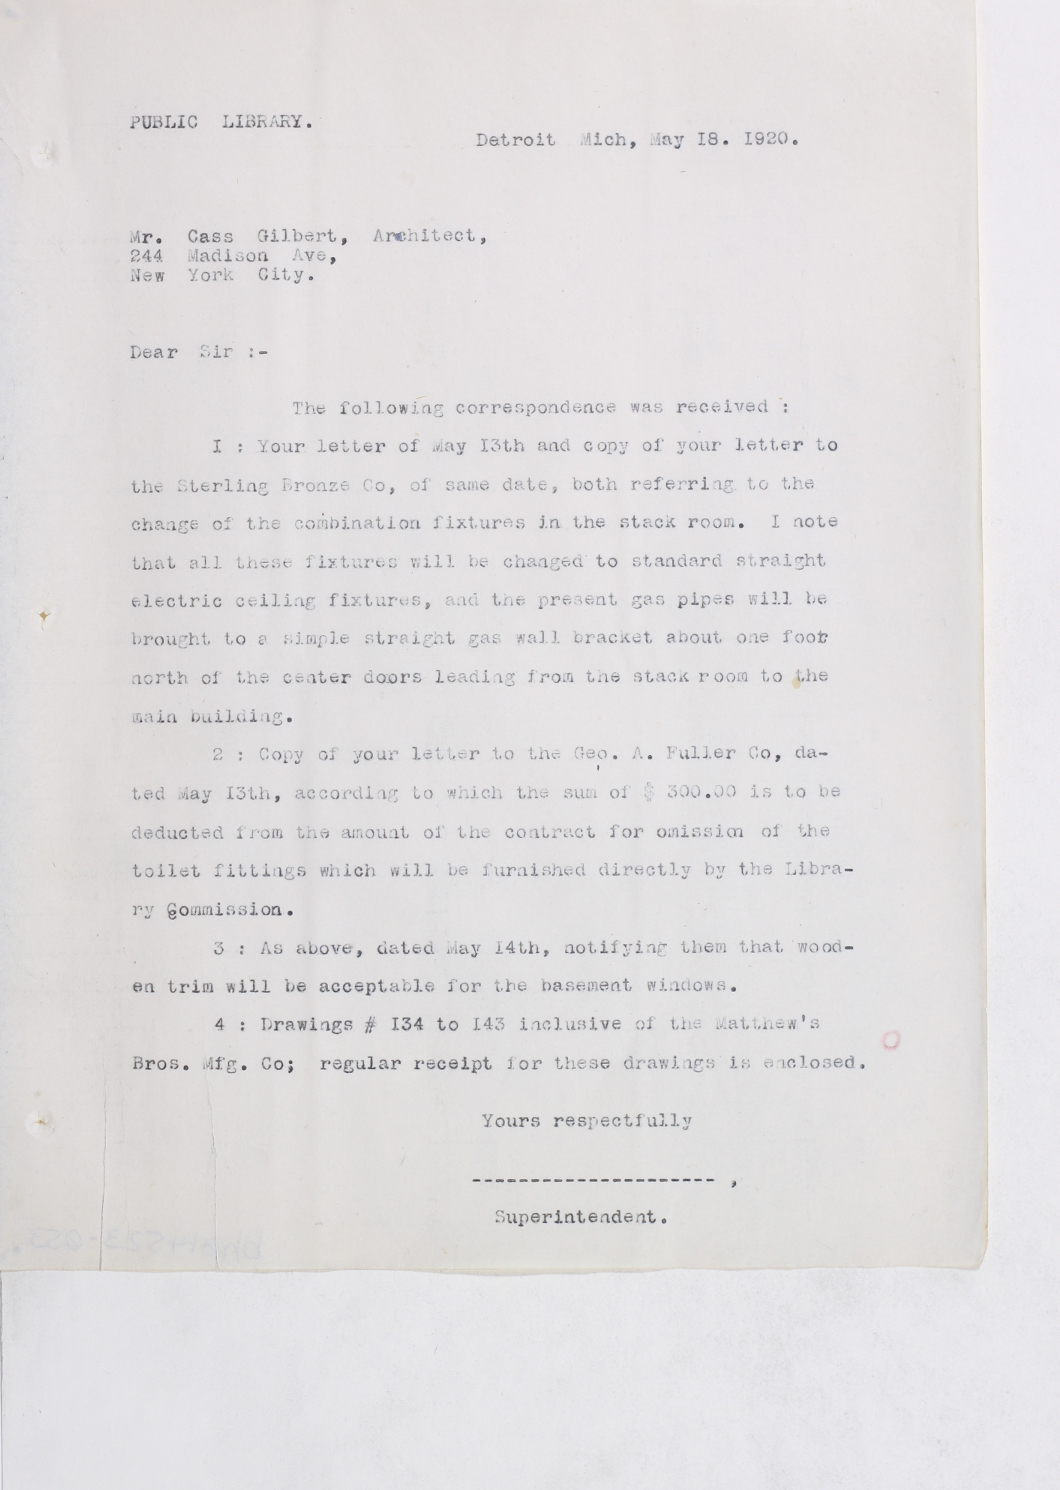 PUBLIC LIBRARY.
Detroit Mich, May I8. I920.
Mr. Cass Gilbert, Architect,
244 Madison Ave,
New York City.
Dear Sir :-
The following correspondence was received :
I : Your letter of May I3th and copy of your letter to
the Sterling Bronze Co, of same date, both referring to the
change of the combination fixtures in the stack room. I note
that all these fixtures will be changed to standard straight
electric ceiling fixtures, and the present gas pipes will be
brought to a simple straight gas wall bracket about one foot
north of the center doors leading from the stack room to the
main building.
2 : Copy of your letter to the Geo. A. Fuller Co, da-
ted May I3th, according to which the sum of $ 300.00 is to be
deducted from the amount of the contract for omission of the
toilet fittings which will be furnished directly by the Libra-
ry Commission.
3 : As above, dated May I4th, notifying them that wood-
en trim will be acceptable for the basement windows.
4 : Drawings # I34 to I43 inclusive of the Matthew's
Bros. Mfg. Co; regular receipt for these drawings is enclosed.
Yours respectfully
--------------------- ,
Superintendent.